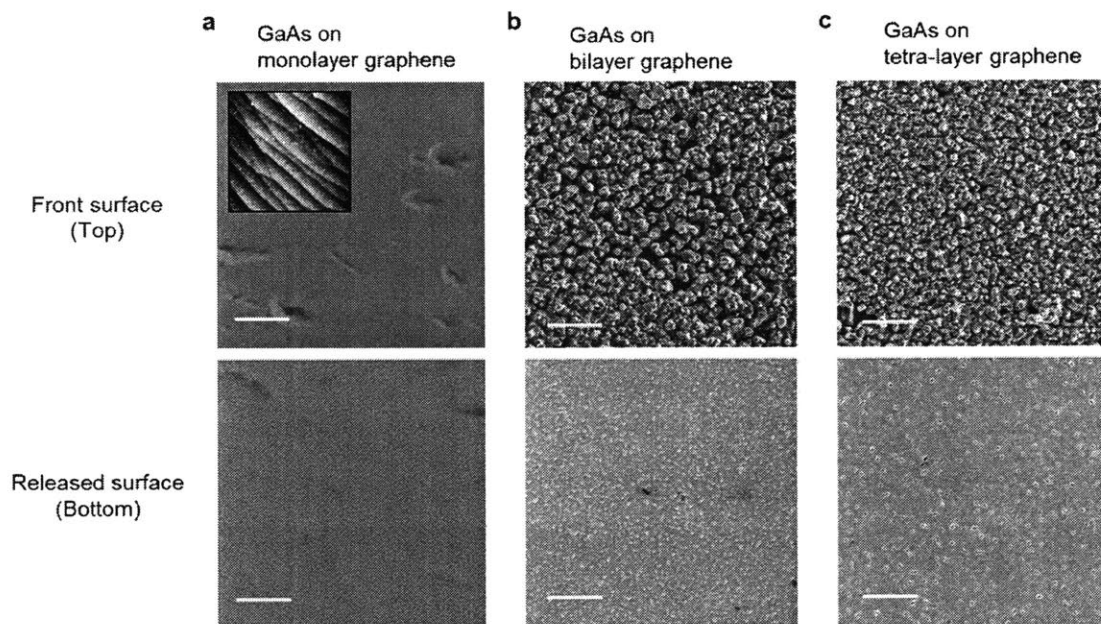 a
GaAs on
monolayer graphene
b
GaAs on
bilayer graphene
c
GaAs on
tetra-layer graphene
Front surface
(Top)
Released surface
(Bottom)